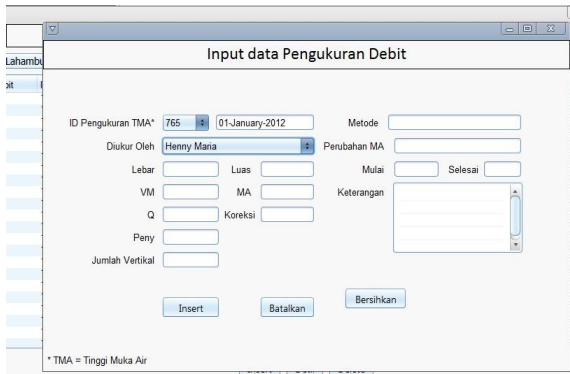 Input data Pengukuran Debit
Lahambu
ID Pengukuran TMA* 765 01-January-2012 Metode
Diukur Oleh Henny Maria Perubahan MA
Lebar Luas Mulai Selesai
VM MA Keterangan
Q Koreksi
Peny
Jumlah Vertikal
Insert Batalkan Bersihkan
* TMA = Tinggi Muka Air